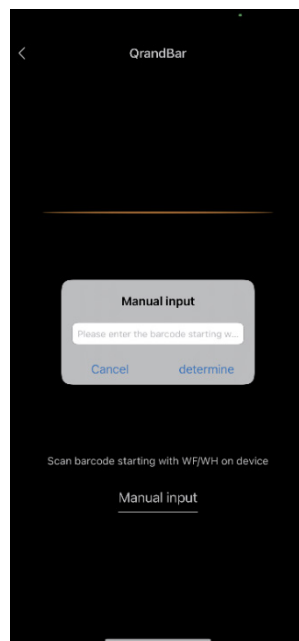 QrandBar
Manual input
Please enter the barcode starting w...
Cancel
determine
Scan barcode starting with WF/WH on device
Manual input